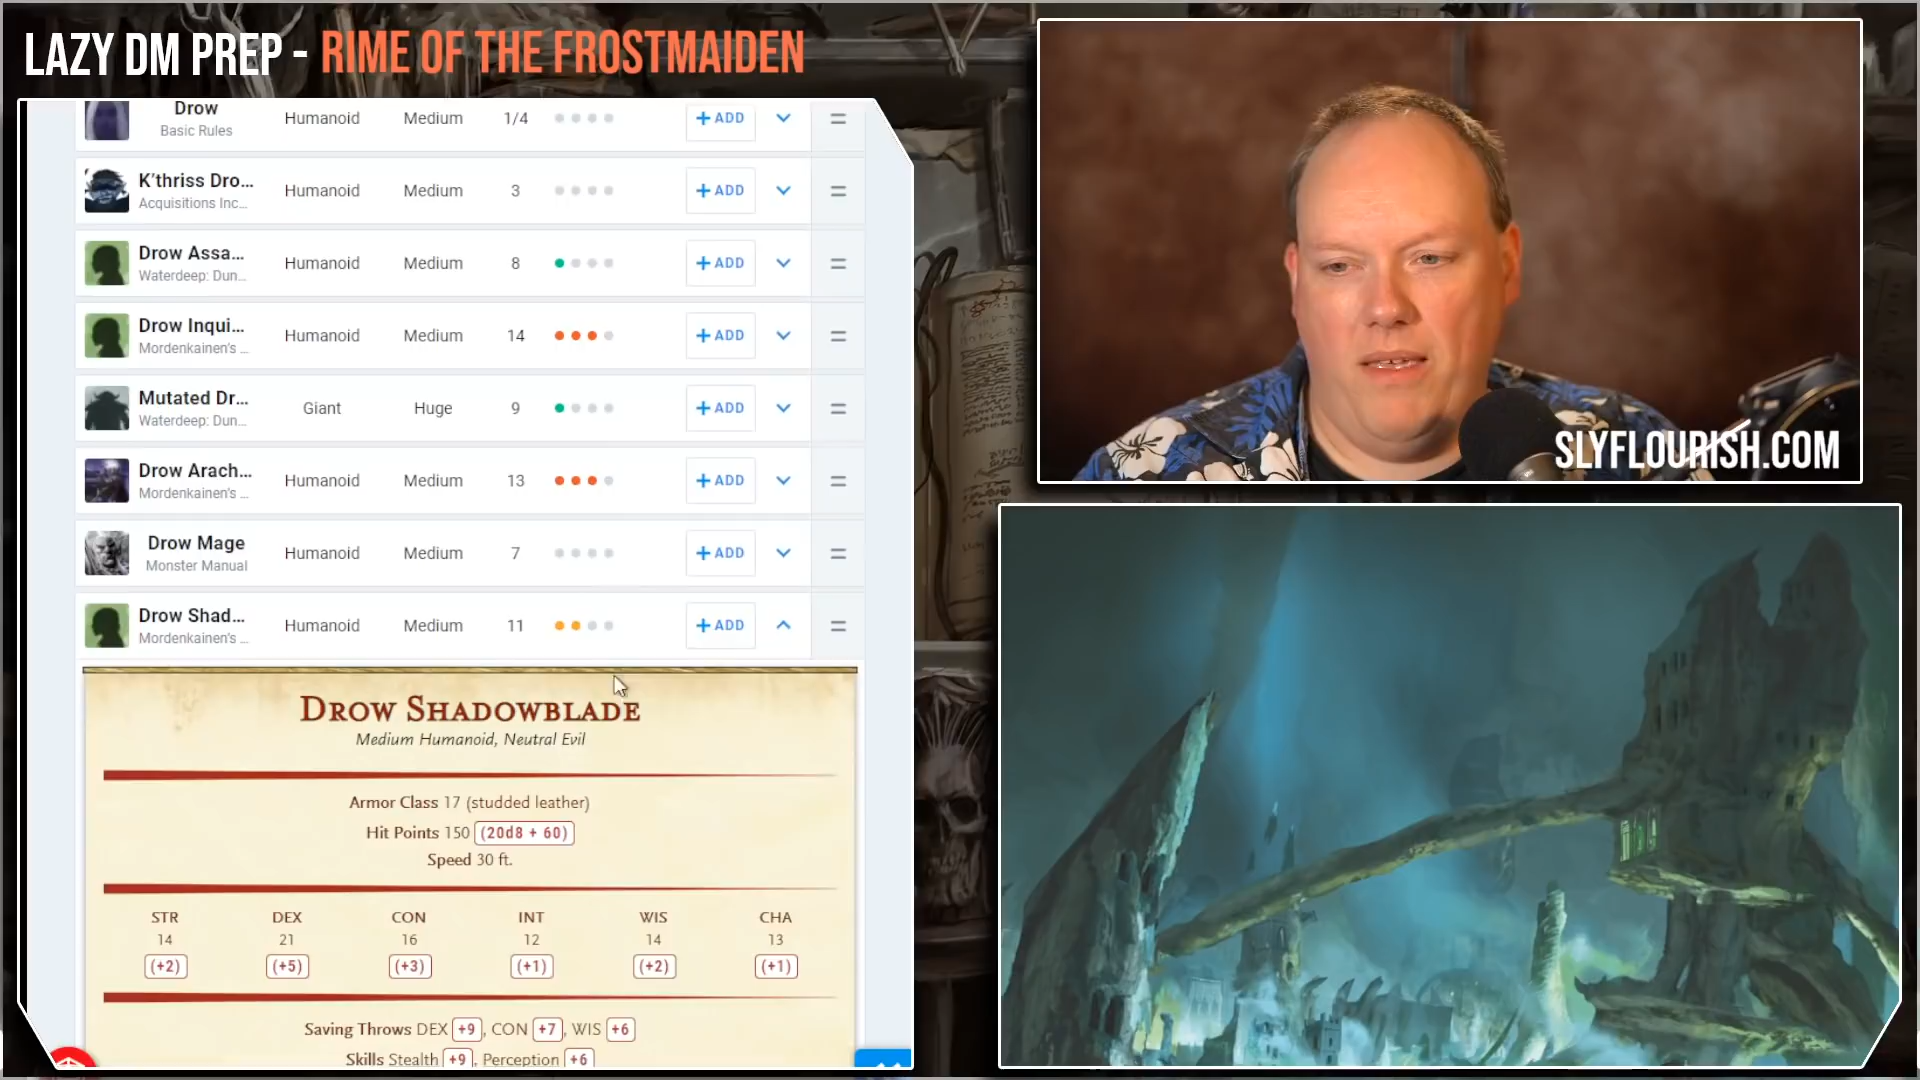 LAZY DM PREP - RIME OF THE FROSTMAIDEN
Drow
Basic Rules
Humanoid Medium 1/4 +ADD
K'thriss Dro...
Acquisitions Inc...
Humanoid Medium 3 +ADD
Drow Assa...
Waterdeep: Dun...
Humanoid Medium 8 +ADD
Drow Inqui...
Mordenkainen's ...
Humanoid Medium 14 +ADD
Mutated Dr...
Waterdeep: Dun...
Giant Huge 9 +ADD
Drow Arach...
Mordenkainen's ...
Humanoid Medium 13 +ADD
Drow Mage
Monster Manual
Humanoid Medium 7 +ADD
Drow Shad...
Mordenkainen's ...
Humanoid Medium 11 +ADD
DROW SHADOWBLADE
Medium Humanoid, Neutral Evil
Armor Class 17 (studded leather)
Hit Points 150 (20d8 + 60)
Speed 30 ft.
STR DEX CON INT WIS CHA
14 21 16 12 14 13
(+2) (+5) (+3) (+1) (+2) (+1)
Saving Throws DEX +9, CON +7, WIS +6
Skills Stealth +9, Perception +6
SLYFLOURISH.COM